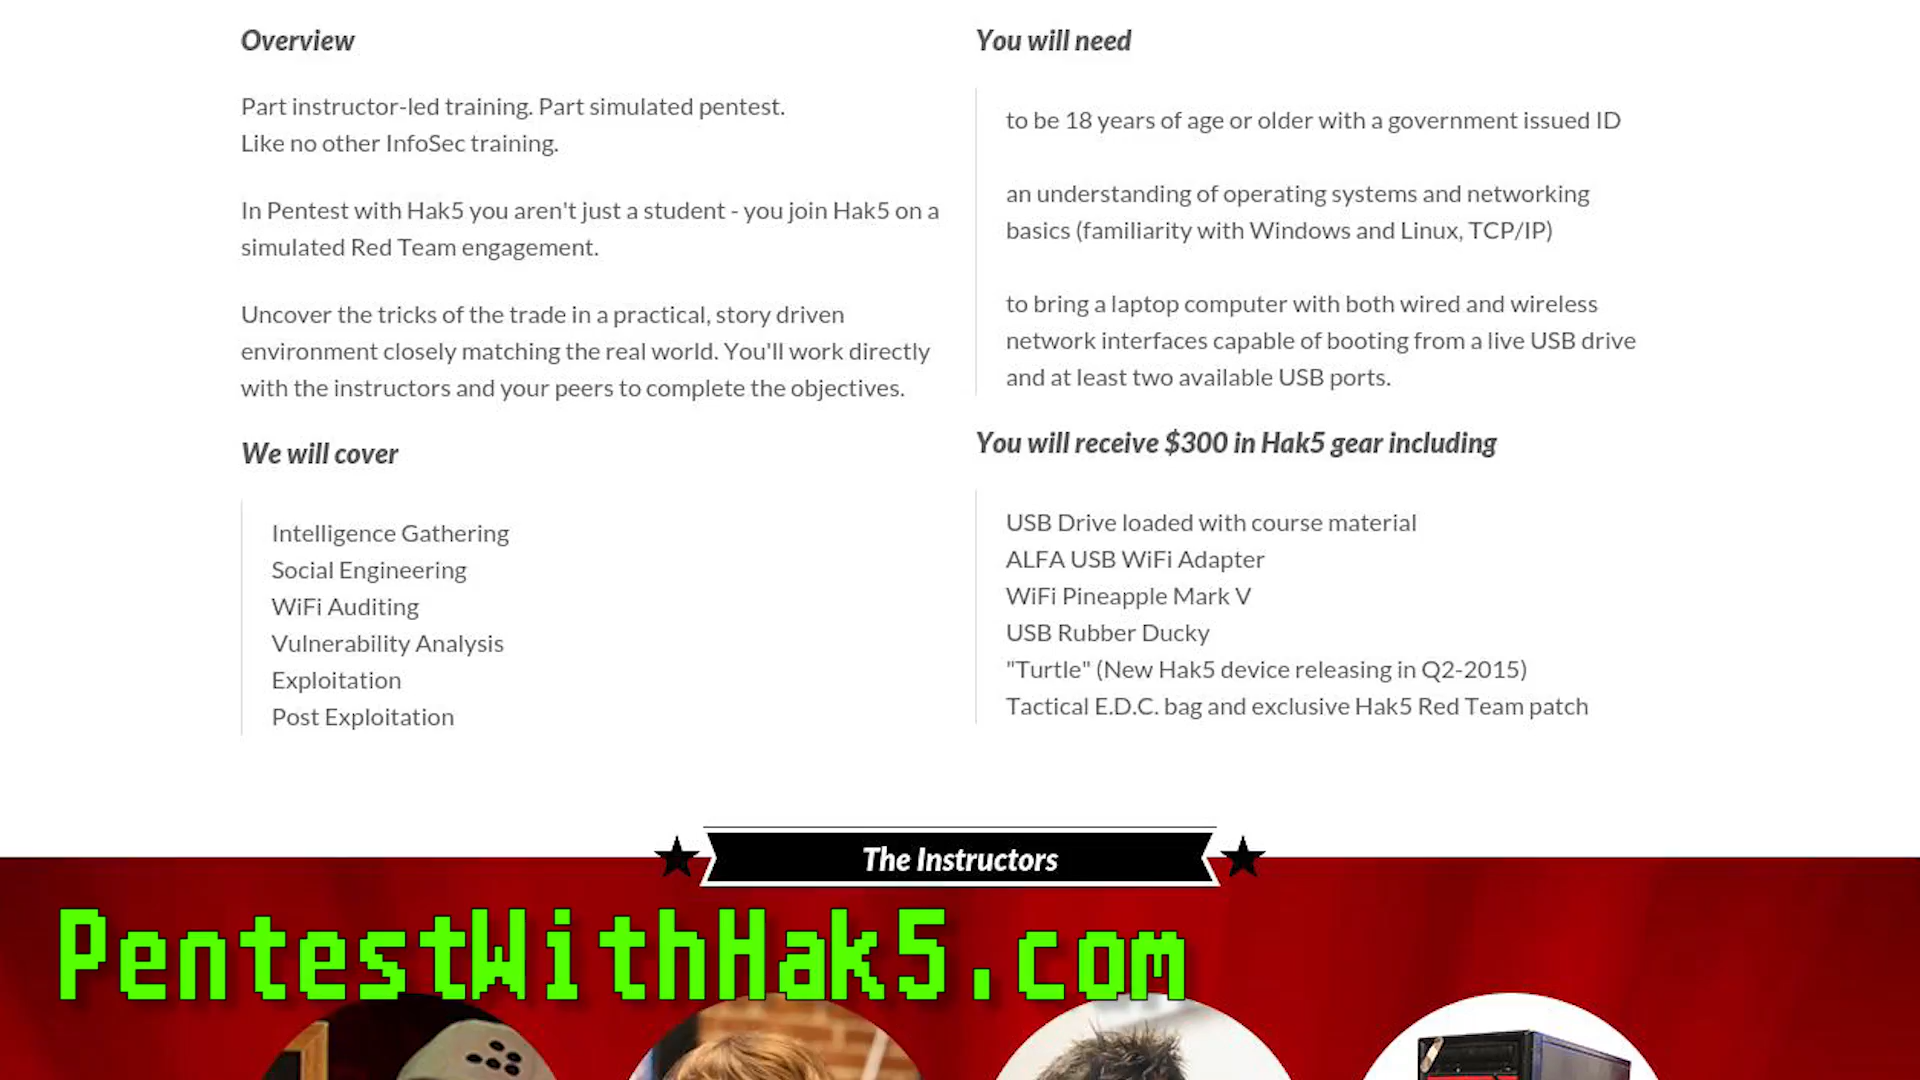 Overview
Part instructor-led training. Part simulated pentest.
Like no other InfoSec training.
In Pentest with Hak5 you aren't just a student - you join Hak5 on a
simulated Red Team engagement.
Uncover the tricks of the trade in a practical, story driven
environment closely matching the real world. You'll work directly
with the instructors and your peers to complete the objectives.
We will cover
Intelligence Gathering
Social Engineering
WiFi Auditing
Vulnerability Analysis
Exploitation
Post Exploitation
You will need
to be 18 years of age or older with a government issued ID
an understanding of operating systems and networking
basics (familiarity with Windows and Linux, TCP/IP)
to bring a laptop computer with both wired and wireless
network interfaces capable of booting from a live USB drive
and at least two available USB ports.
You will receive $300 in Hak5 gear including
USB Drive loaded with course material
ALFA USB WiFi Adapter
WiFi Pineapple Mark V
USB Rubber Ducky
"Turtle" (New Hak5 device releasing in Q2-2015)
Tactical E.D.C. bag and exclusive Hak5 Red Team patch
The Instructors
PentestWithHak5.com